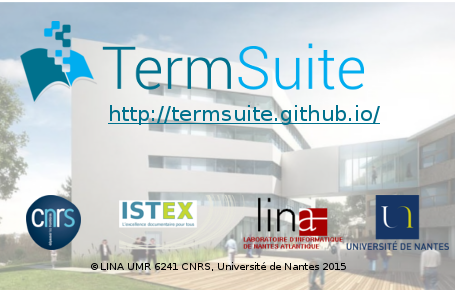 TermSuite
http://termsuite.github.io/
cnrs
ISTEX
L'excellence documentaire pour tous
lina
LABORATOIRE D'INFORMATIQUE
DE NANTES ATLANTIQUE
UNIVERSITÉ DE NANTES
©LINA UMR 6241 CNRS, Université de Nantes 2015